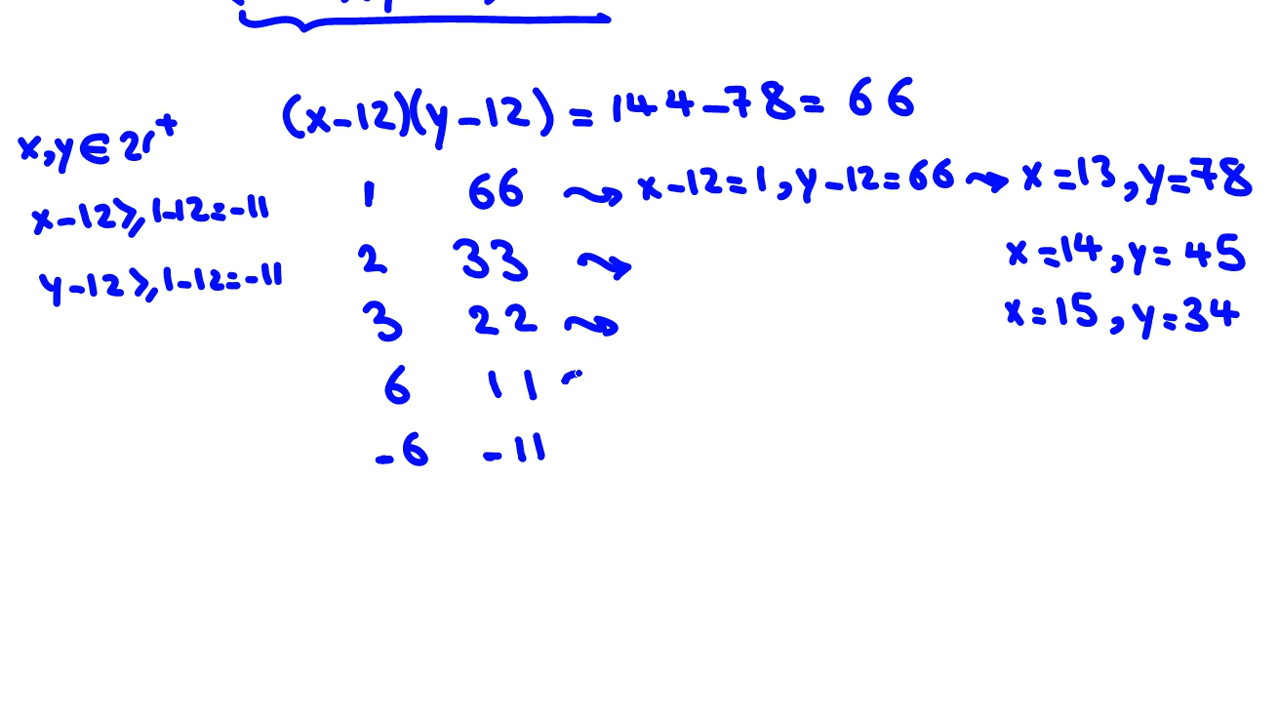 (x-12)(y-12) = 144-78 = 66
x,y ∈ ℤ⁺
1 66 ⇝ x-12=1, y-12=66 ⇝ x=13, y=78
x-12⩾1-12=-11
2 33 ⇝ x=14, y=45
y-12⩾1-12=-11
3 22 ⇝ x=15, y=34
6 11
-6 -11